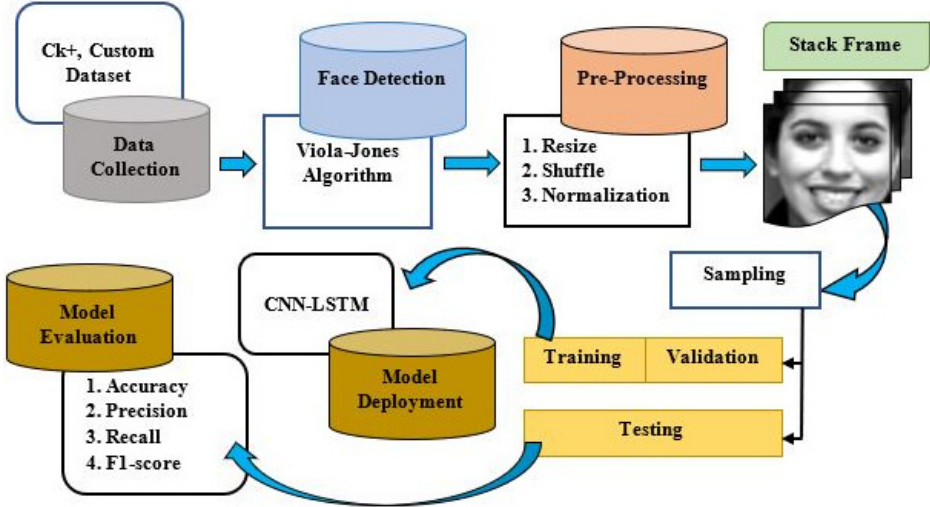 Ck+, Custom
Dataset
Data
Collection
Face Detection
Viola-Jones
Algorithm
Pre-Processing
1. Resize
2. Shuffle
3. Normalization
Stack Frame
Sampling
Training
Validation
Testing
CNN-LSTM
Model
Deployment
Model
Evaluation
1. Accuracy
2. Precision
3. Recall
4. F1-score